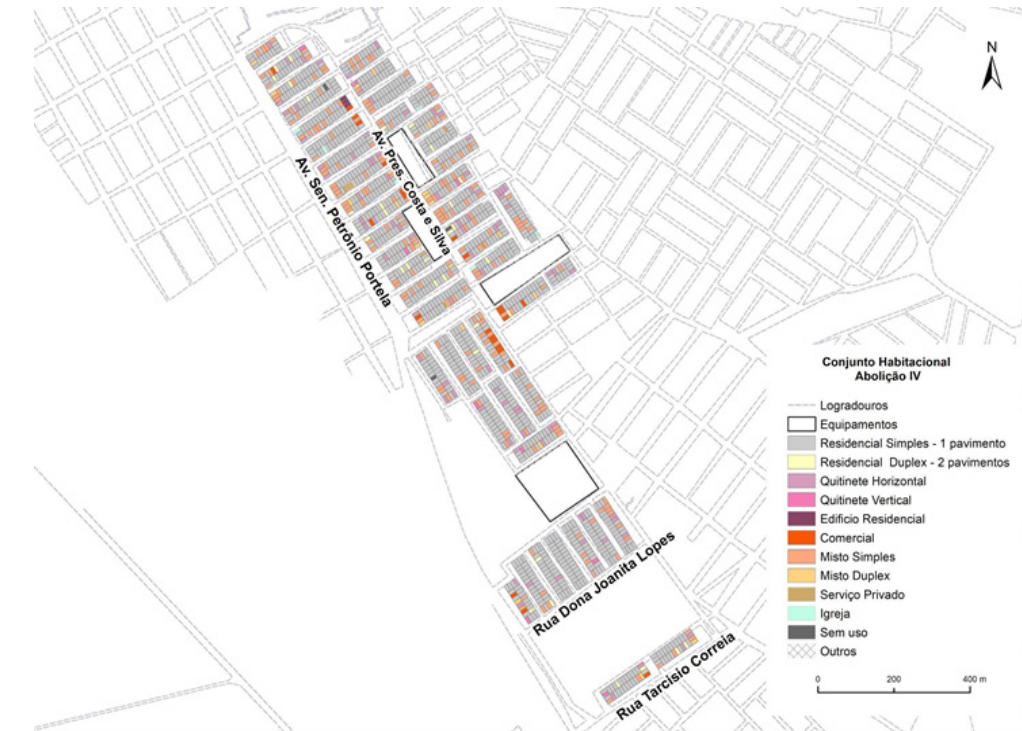 N
Av. Pres. Costa e Silva
Av. Sen. Petrônio Portela
Rua Dona Joanita Lopes
Rua Tarcisio Correia
Conjunto Habitacional
Abolição IV
Logradouros
Equipamentos
Residencial Simples - 1 pavimento
Residencial Duplex - 2 pavimentos
Quitinete Horizontal
Quitinete Vertical
Edificio Residencial
Comercial
Misto Simples
Misto Duplex
Serviço Privado
Igreja
Sem uso
Outros
0 200 400 m